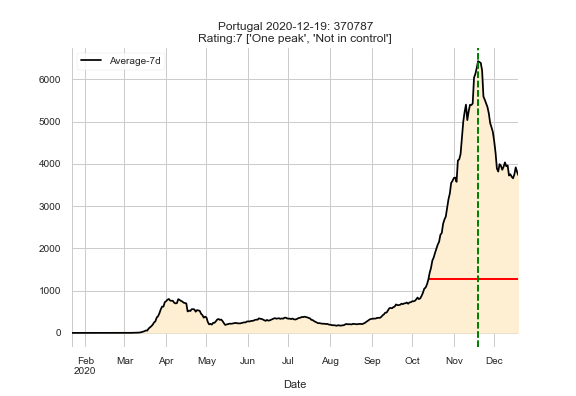 Portugal 2020-12-19: 370787
Rating:7 ['One peak', 'Not in control']
Average-7d
6000
5000
4000
3000
2000
1000
0
Feb Mar Apr May Jun Jul Aug Sep Oct Nov Dec
2020
Date